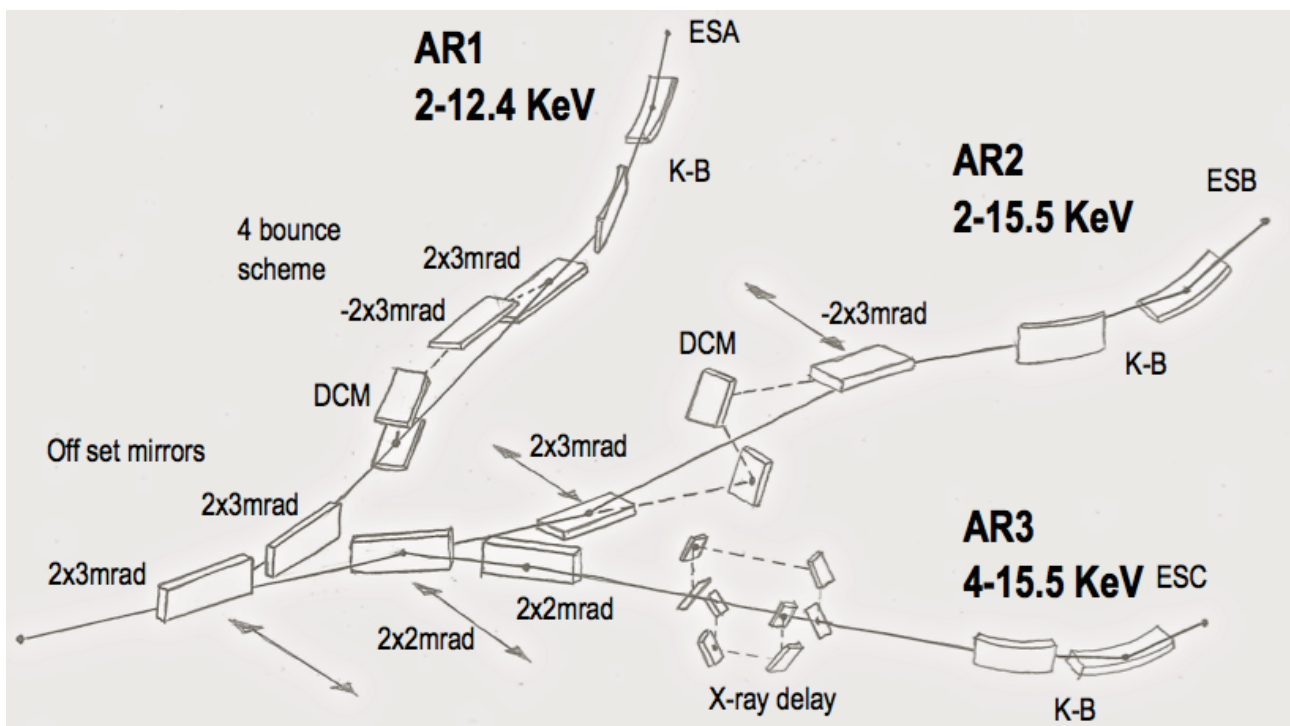 AR1
2-12.4 KeV
ESA
K-B
4 bounce
scheme
2x3mrad
-2x3mrad
DCM
Off set mirrors
2x3mrad
2x3mrad
AR2
2-15.5 KeV
ESB
-2x3mrad
DCM
K-B
2x3mrad
AR3
4-15.5 KeV
ESC
2x2mrad
2x2mrad
X-ray delay
K-B